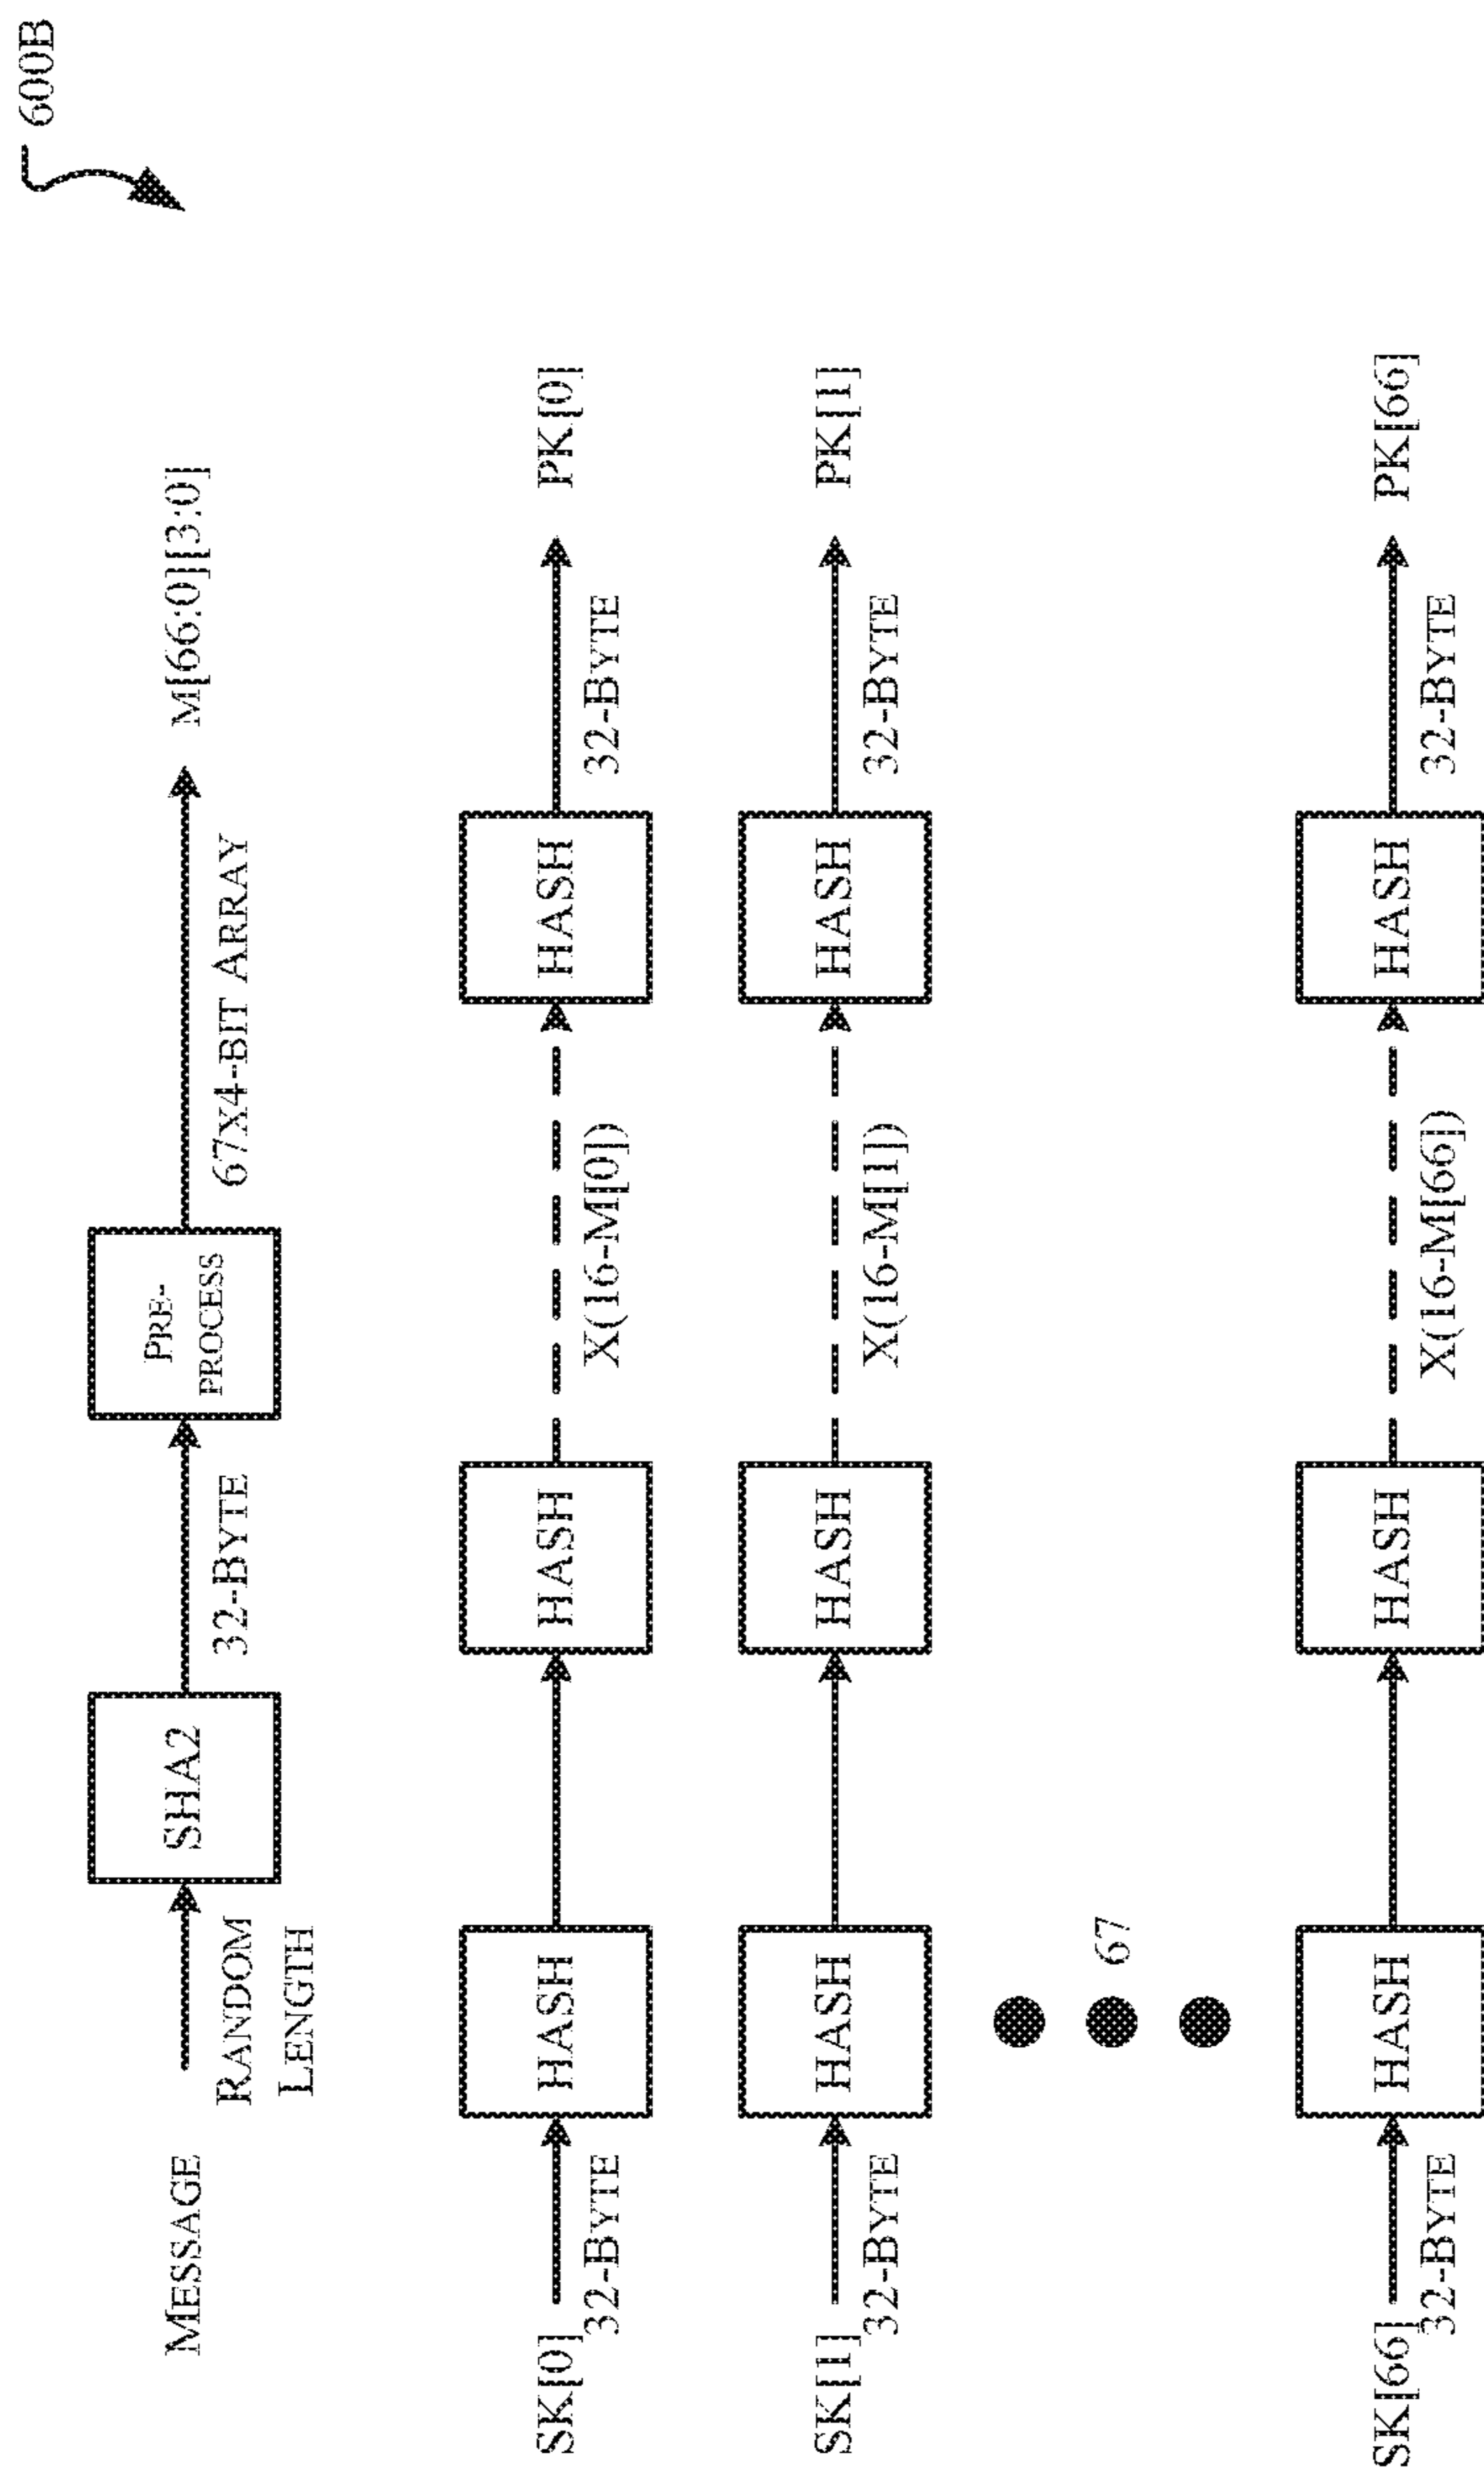 600B
MESSAGE
RANDOM
LENGTH
SHA2
32-BYTE
PRE-
PROCESS
67X4-BIT ARRAY
M[66:0][3:0]
SK[0]
32-BYTE
HASH
HASH
X(16-M[0])
HASH
32-BYTE
PK[0]
SK[1]
32-BYTE
HASH
HASH
X(16-M[1])
HASH
32-BYTE
PK[1]
67
SK[66]
32-BYTE
HASH
HASH
X(16-M[66])
HASH
32-BYTE
PK[66]